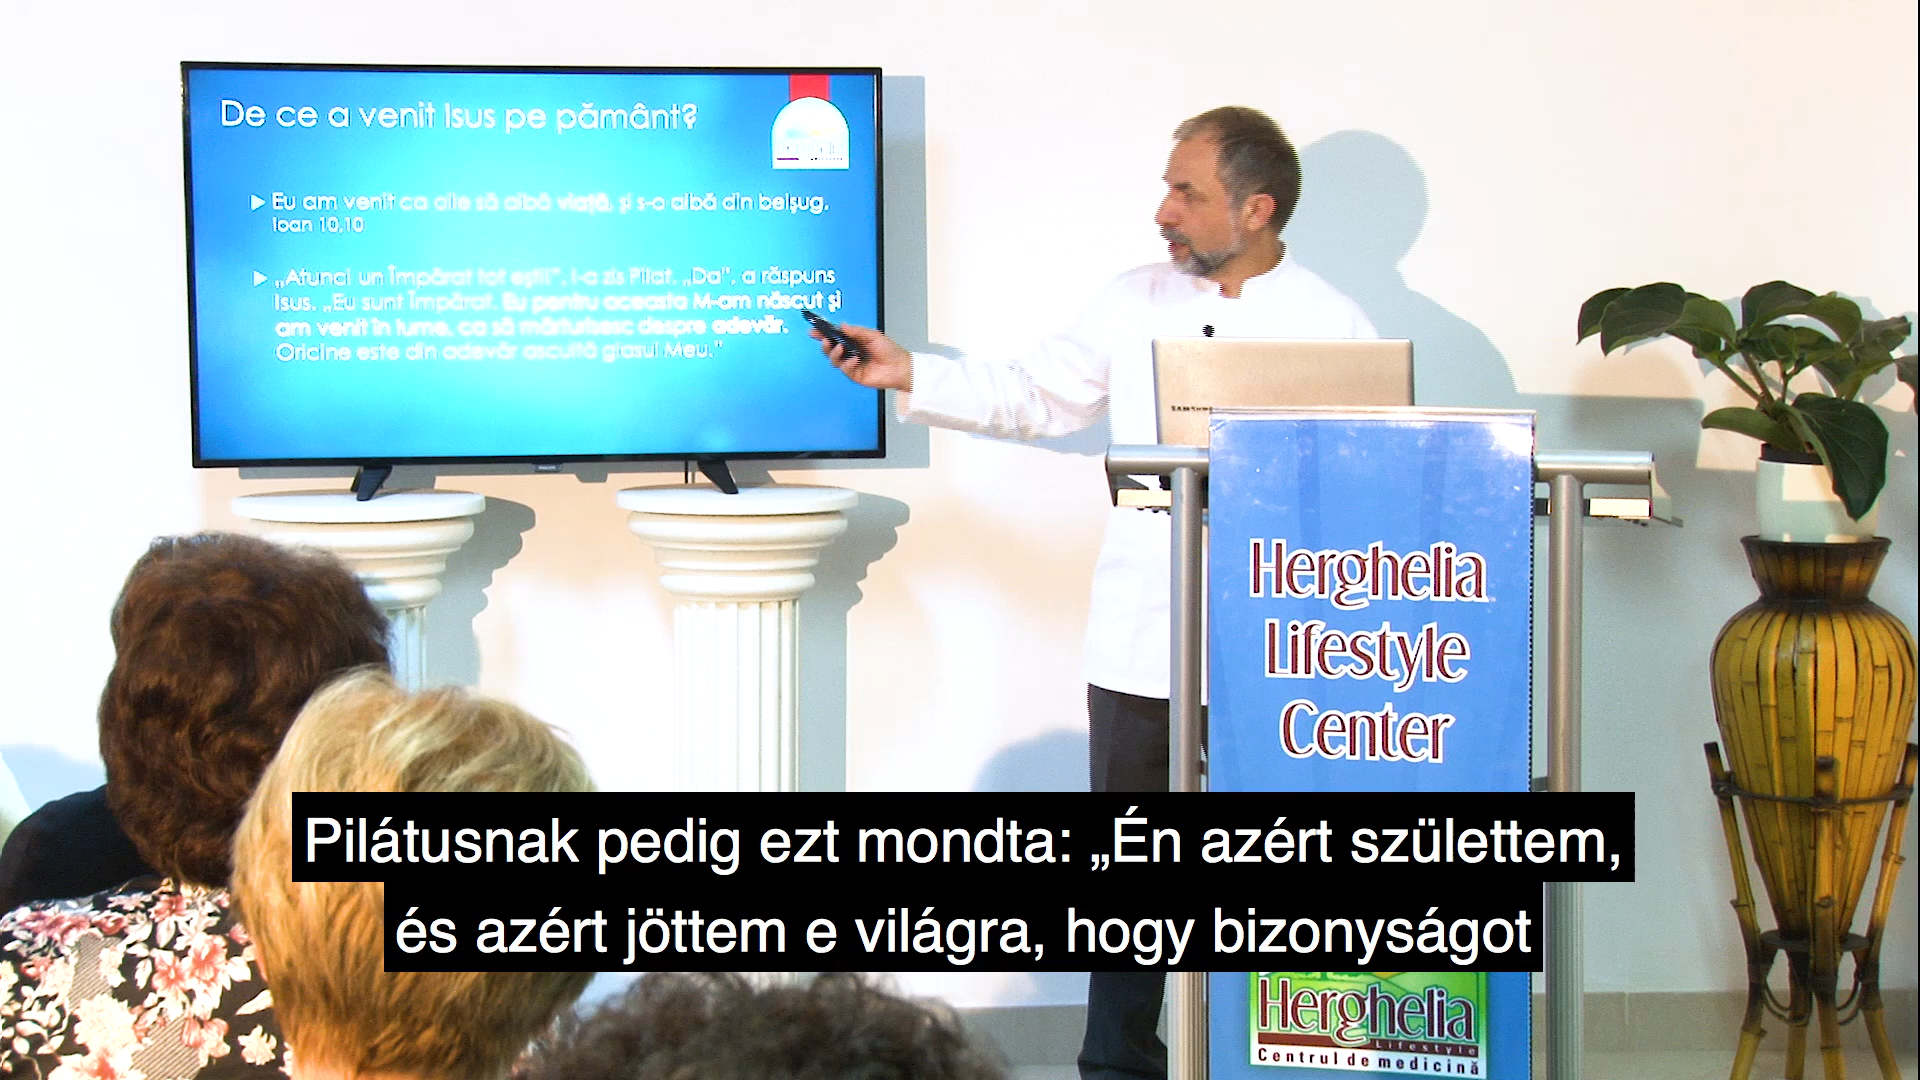 De ce a venit Isus pe pământ?
Eu am venit ca oile să aibă viață, și s-o aibă din belșug.
Ioan 10,10
„Atunci un Împărat tot ești!”, I-a zis Pilat. „Da”, a răspuns
Isus. „Eu sunt Împărat. Eu pentru aceasta M-am născut și
am venit în lume, ca să mărturisesc despre adevăr.
Oricine este din adevăr ascultă glasul Meu.”
SAMSUNG
Herghelia
Lifestyle
Center
Pilátusnak pedig ezt mondta: „Én azért születtem,
és azért jöttem e világra, hogy bizonyságot
Herghelia
Lifestyle
Centrul de medicină